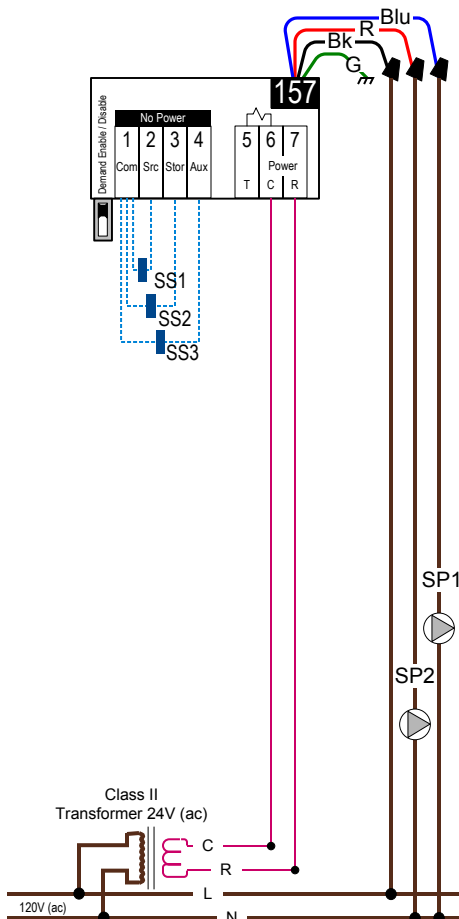 Blu
R
Bk
G
157
Demand Enable / Disable
No Power
1 2 3 4
Com Src Stor Aux
5 6 7
Power
T C R
SS1
SS2
SS3
SP1
SP2
Class II
Transformer 24V (ac)
C
R
L
120V (ac)
N